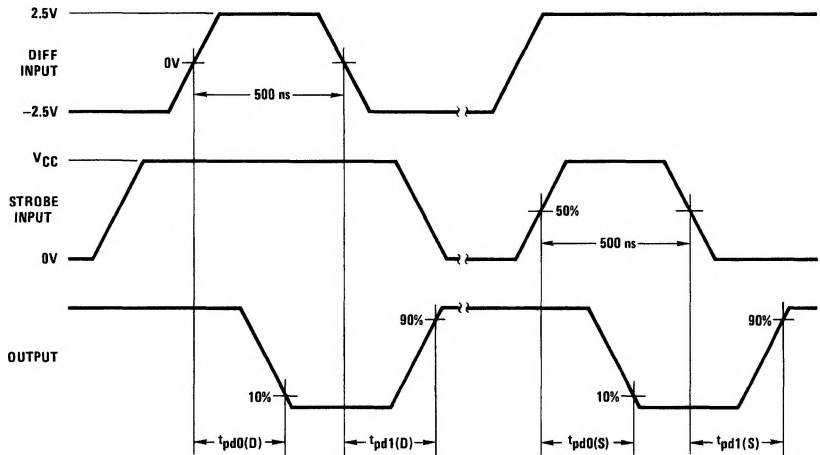 2.5V
DIFF
INPUT
0V
500 ns
−2.5V
VCC
STROBE
INPUT
50%
500 ns
0V
90%
90%
OUTPUT
10%
10%
tpd0(D)
tpd1(D)
tpd0(S)
tpd1(S)